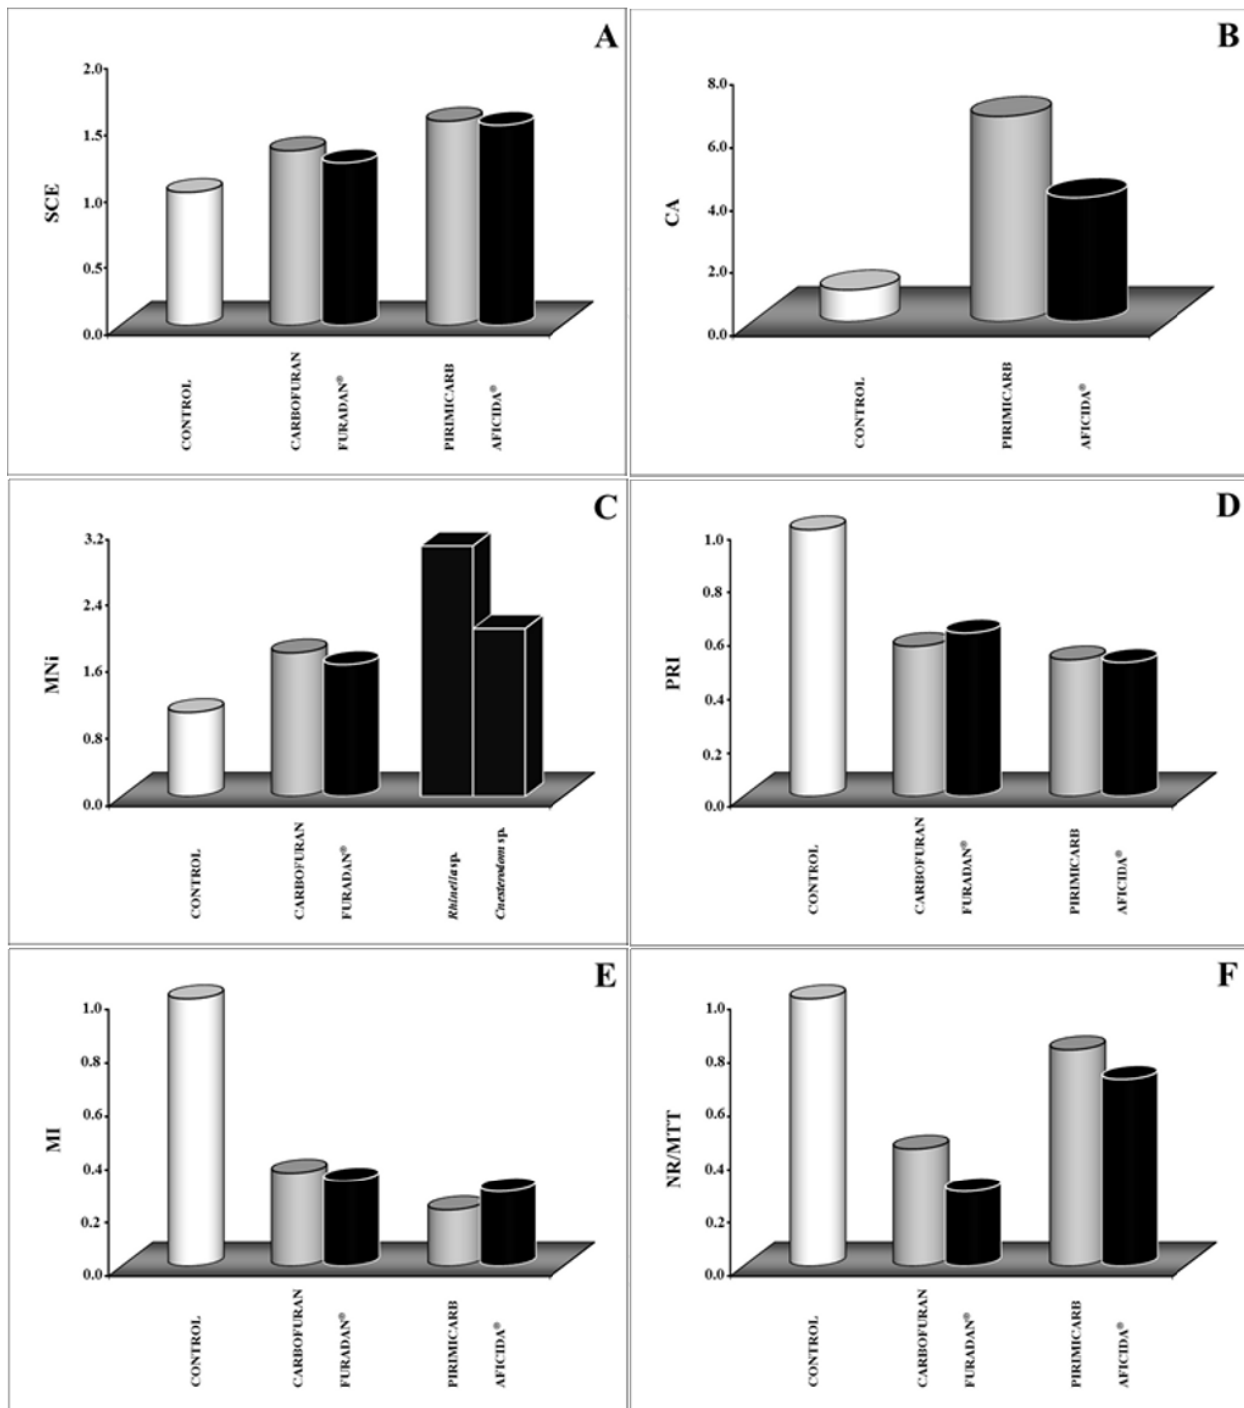 A
2.0
1.5
1.0
0.5
0.0
SCE
CONTROL
CARBOFURAN
FURADAN®
PIRIMICARB
AFICIDA®
B
8.0
6.0
4.0
2.0
0.0
CA
CONTROL
PIRIMICARB
AFICIDA®
C
3.2
2.4
1.6
0.8
0.0
MNi
CONTROL
CARBOFURAN
FURADAN®
Rhinella sp.
Cnesterodom sp.
D
1.0
0.8
0.6
0.4
0.2
0.0
PRI
CONTROL
CARBOFURAN
FURADAN®
PIRIMICARB
AFICIDA®
E
1.0
0.8
0.6
0.4
0.2
0.0
MI
CONTROL
CARBOFURAN
FURADAN®
PIRIMICARB
AFICIDA®
F
1.0
0.8
0.6
0.4
0.2
0.0
NR/MTT
CONTROL
CARBOFURAN
FURADAN®
PIRIMICARB
AFICIDA®